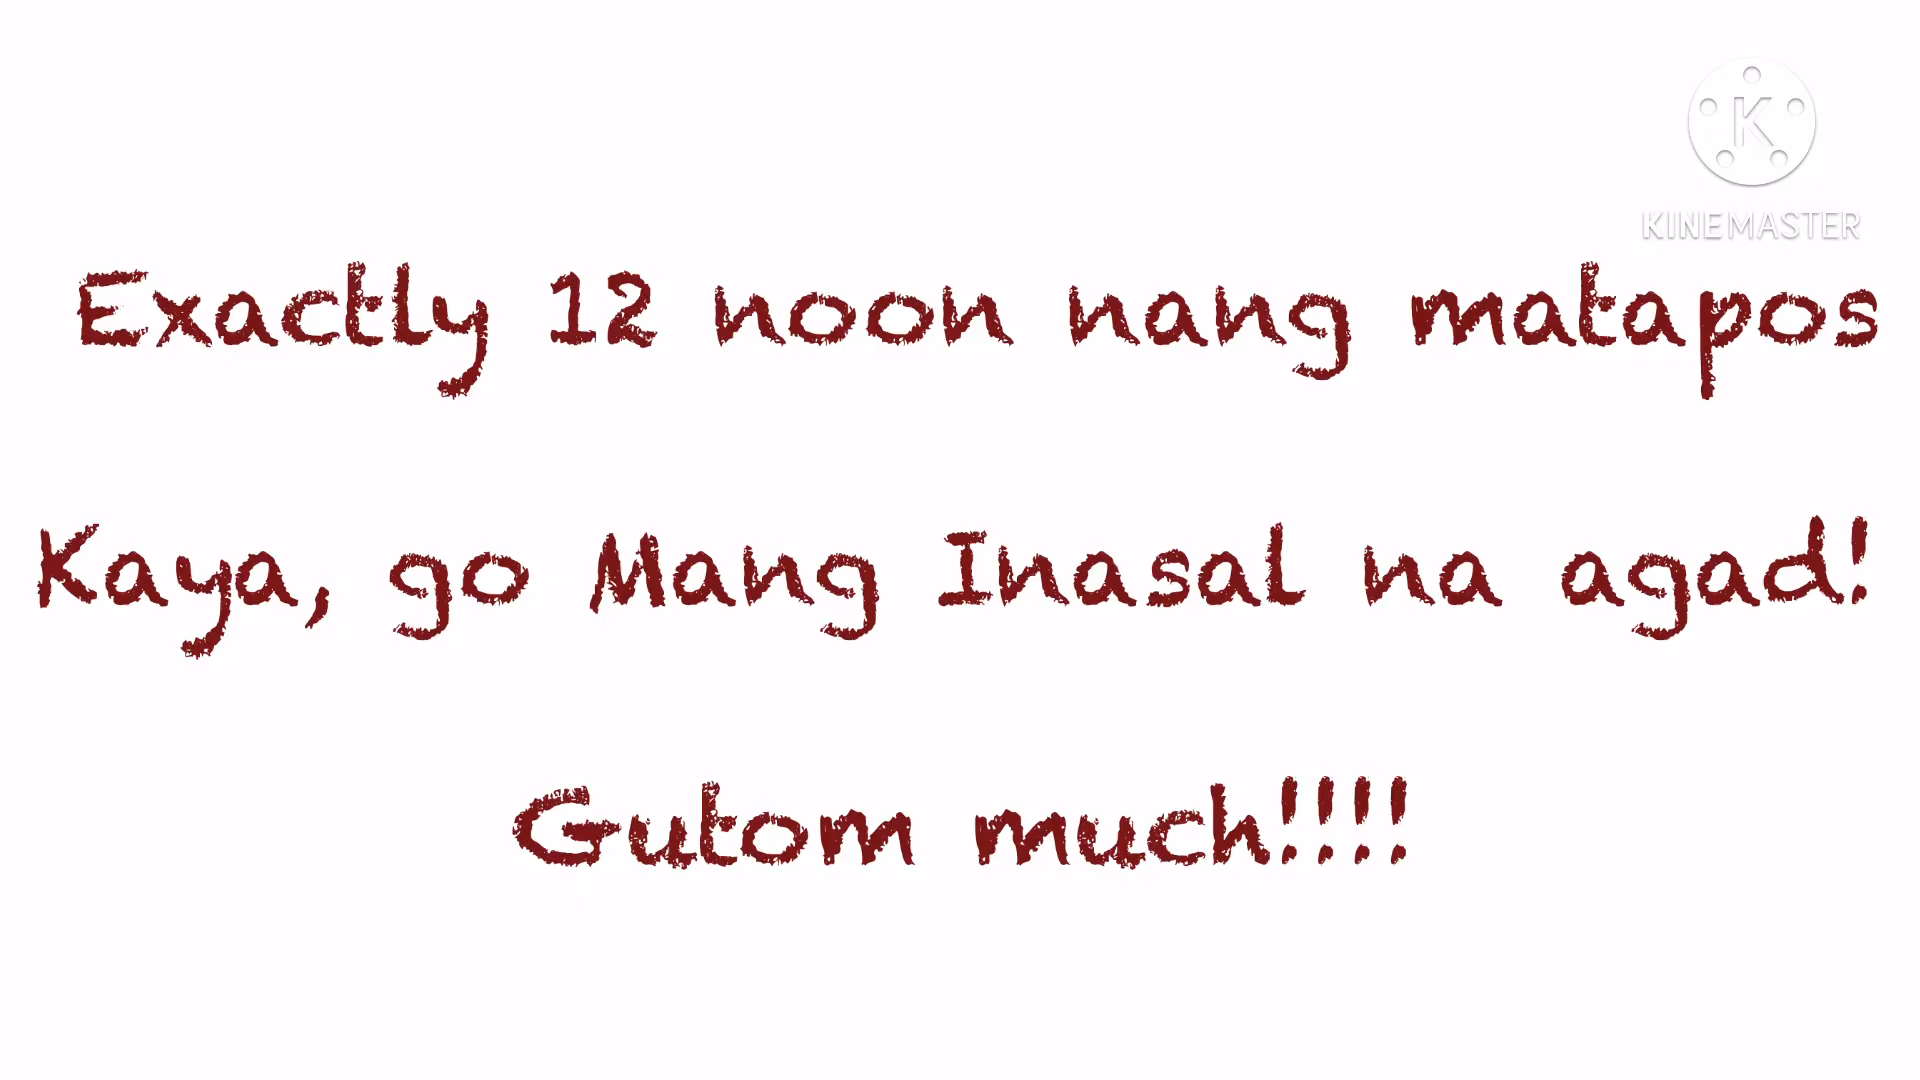 KINEMASTER
Exactly 12 noon nang matapos
Kaya, go Mang Inasal na agad!
Gutom much!!!!